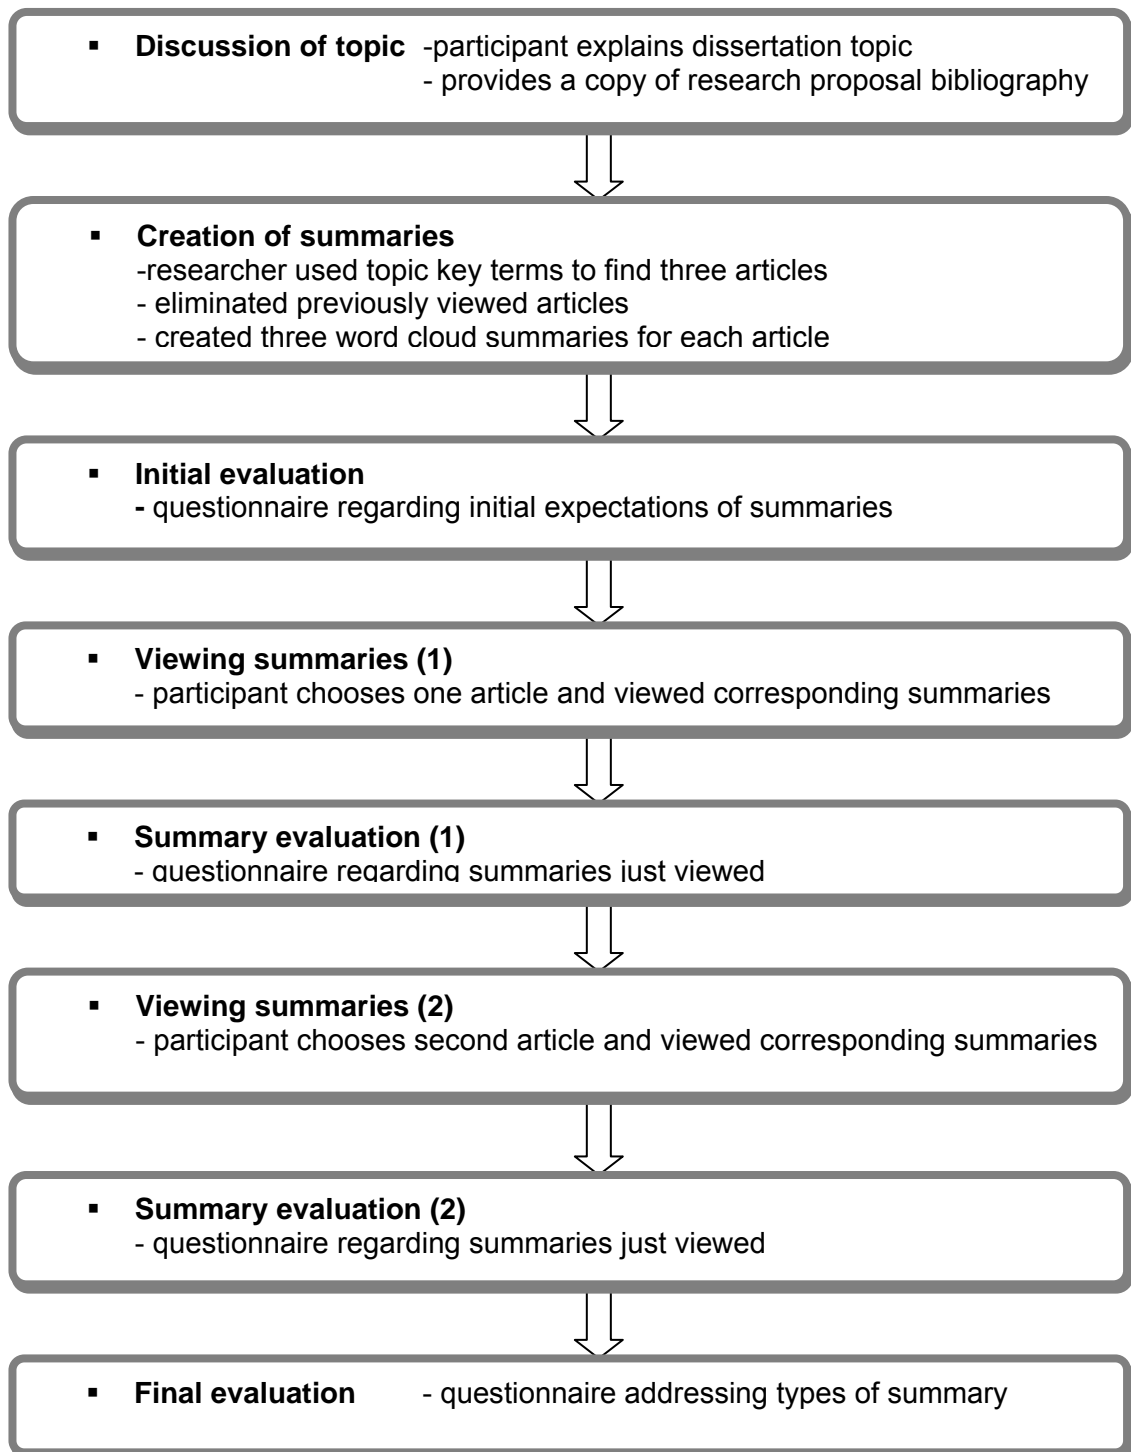 ▪ Discussion of topic -participant explains dissertation topic
- provides a copy of research proposal bibliography
▪ Creation of summaries
-researcher used topic key terms to find three articles
- eliminated previously viewed articles
- created three word cloud summaries for each article
▪ Initial evaluation
- questionnaire regarding initial expectations of summaries
▪ Viewing summaries (1)
- participant chooses one article and viewed corresponding summaries
▪ Summary evaluation (1)
- questionnaire regarding summaries just viewed
▪ Viewing summaries (2)
- participant chooses second article and viewed corresponding summaries
▪ Summary evaluation (2)
- questionnaire regarding summaries just viewed
▪ Final evaluation - questionnaire addressing types of summary